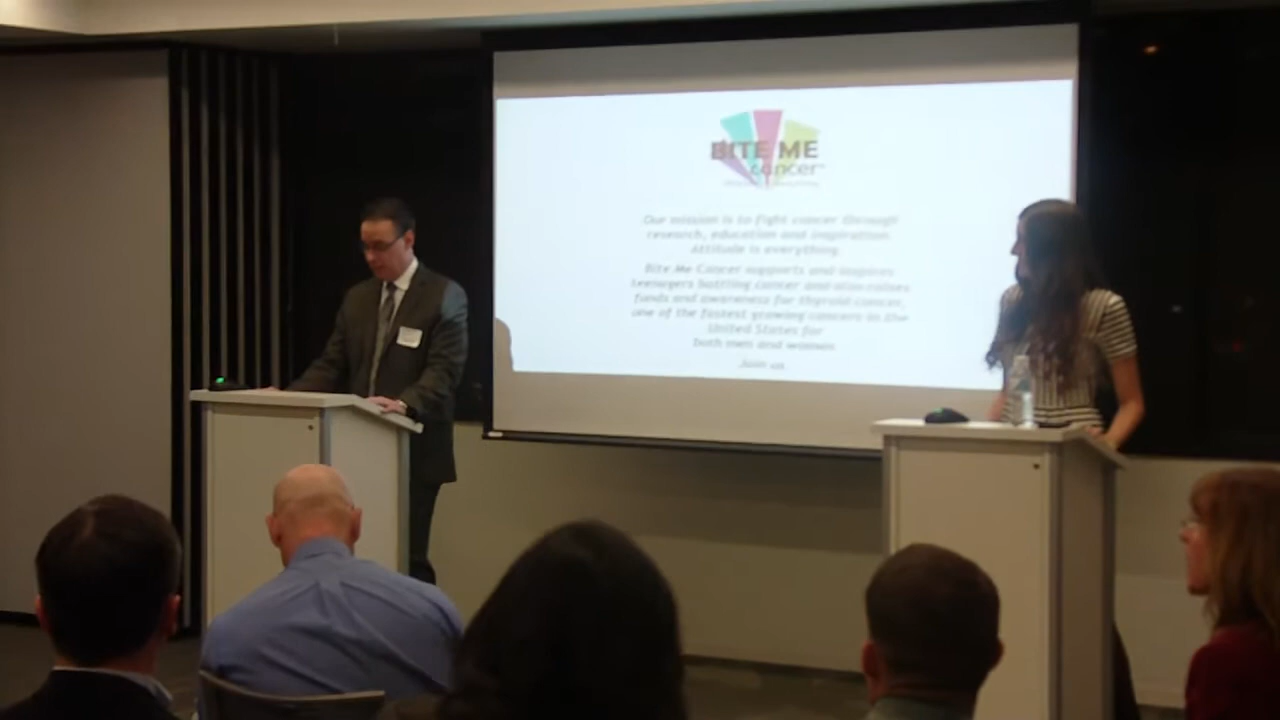 BITE ME
cancer
Our mission is to fight cancer through
research, education and inspiration.
Attitude is everything.
Bite Me Cancer supports and inspires
teenagers battling cancer and also raises
funds and awareness for thyroid cancer,
one of the fastest growing cancers in the
United States for
both men and women.
Join us.